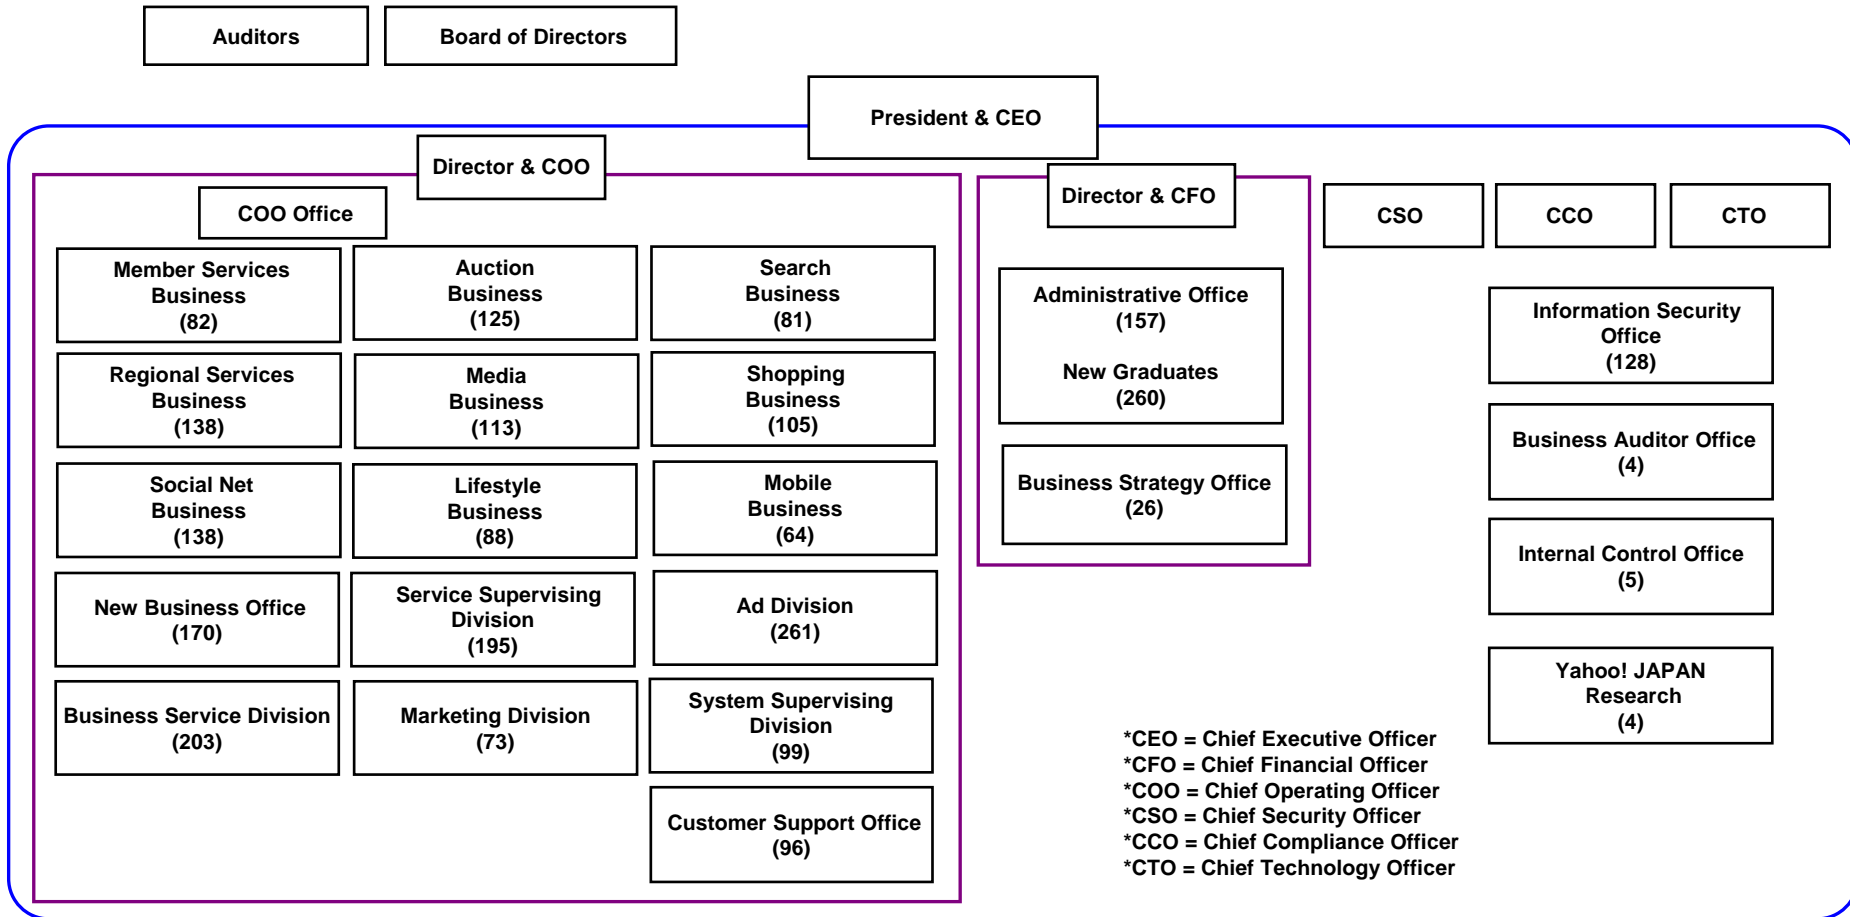 Auditors
Board of Directors
President & CEO
Director & COO
COO Office
Member Services
Business
(82)
Auction
Business
(125)
Search
Business
(81)
Regional Services
Business
(138)
Media
Business
(113)
Shopping
Business
(105)
Social Net
Business
(138)
Lifestyle
Business
(88)
Mobile
Business
(64)
New Business Office
(170)
Service Supervising
Division
(195)
Ad Division
(261)
Business Service Division
(203)
Marketing Division
(73)
System Supervising
Division
(99)
Customer Support Office
(96)
Director & CFO
Administrative Office
(157)
New Graduates
(260)
Business Strategy Office
(26)
CSO
CCO
CTO
Information Security
Office
(128)
Business Auditor Office
(4)
Internal Control Office
(5)
Yahoo! JAPAN
Research
(4)
*CEO = Chief Executive Officer
*CFO = Chief Financial Officer
*COO = Chief Operating Officer
*CSO = Chief Security Officer
*CCO = Chief Compliance Officer
*CTO = Chief Technology Officer